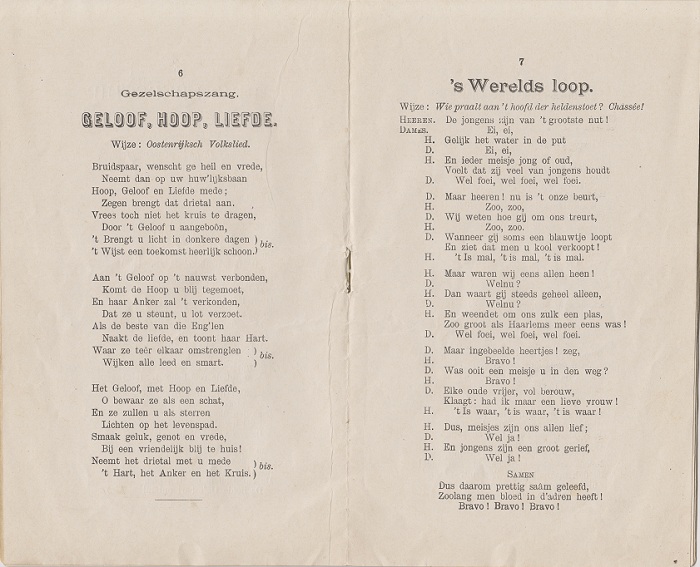 6
Gezelschapszang.
GELOOF, HOOP, LIEFDE.
Wijze: Oostenrijksch Volkslied.
Bruidspaar, wenscht ge heil en vrede,
Neemt dan op uw huw'lijksbaan
Hoop, Geloof en Liefde mede;
Zegen brengt dat drietal aan.
Vrees toch niet het kruis te dragen,
Door 't Geloof u aangeboôn,
't Brengt u licht in donkere dagen ) bis.
't Wijst een toekomst heerlijk schoon.)
Aan 't Geloof op 't nauwst verbonden,
Komt de Hoop u blij tegemoet,
En haar Anker zal 't verkonden,
Dat ze u steunt, u lot verzoet.
Als de beste van die Eng'len
Naakt de liefde, en toont haar Hart.
Waar ze teêr elkaar omstrenglen ) bis.
Wijken alle leed en smart. )
Het Geloof, met Hoop en Liefde,
O bewaar ze als een schat,
En ze zullen u als sterren
Lichten op het levenspad.
Smaak geluk, genot en vrede,
Bij een vriendelijk blij te huis!
Neemt het drietal met u mede ) bis.
't Hart, het Anker en het Kruis. )
7
's Werelds loop.
Wijze: Wie praalt aan 't hoofd der heldenstoet? Chassée!
HEEREN. De jongens zijn van 't grootste nut!
DAMES. Ei, ei,
H. Gelijk het water in de put
D. Ei, ei,
H. En ieder meisje jong of oud,
Voelt dat zij veel van jongens houdt
D. Wel foei, wel foei, wel foei.
D. Maar heeren! nu is 't onze beurt,
H. Zoo, zoo,
D. Wij weten hoe gij om ons treurt,
H. Zoo, zoo.
D. Wanneer gij soms een blauwtje loopt
En ziet dat men u kool verkoopt!
H. 't Is mal, 't is mal, 't is mal.
H. Maar waren wij eens allen heen!
D. Welnu?
H. Dan waart gij steeds geheel alleen,
D. Welnu?
H. En weendet om ons zulk een plas,
Zoo groot als Haarlems meer eens was!
D. Wel foei, wel foei, wel foei.
D. Maar ingebeelde heertjes! zeg,
H. Bravo!
D. Was ooit een meisje u in den weg?
H. Bravo!
D. Elke oude vrijer, vol berouw,
Klaagt: had ik maar een lieve vrouw!
H. 't Is waar, 't is waar, 't is waar!
H. Dus, meisjes zijn ons allen lief;
D. Wel ja!
H. En jongens zijn een groot gerief,
D. Wel ja!
SAMEN
Dus daarom prettig saâm geleefd,
Zoolang men bloed in d'adren heeft!
Bravo! Bravo! Bravo!